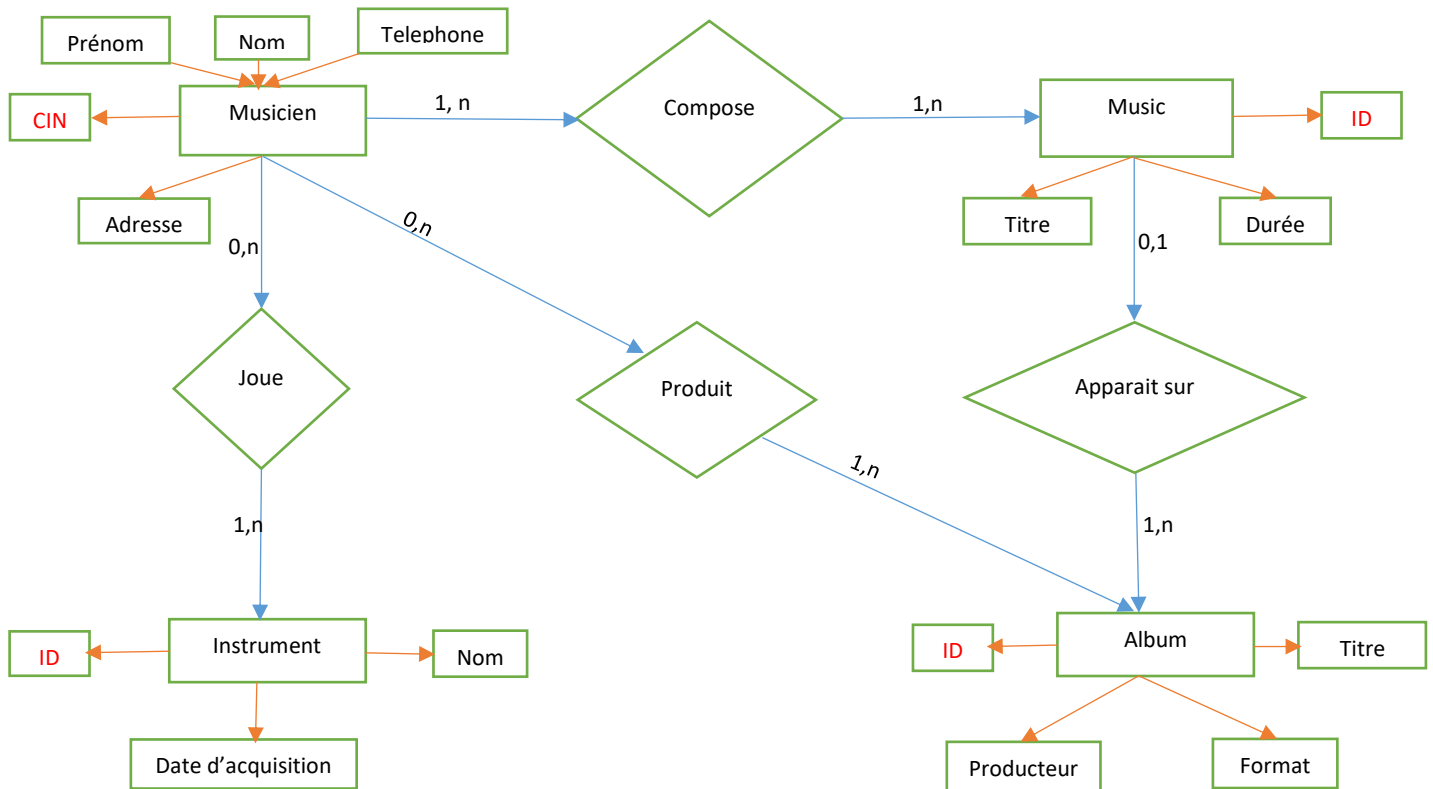 Prénom
Nom
Telephone
CIN
Musicien
1, n
Compose
1,n
Music
ID
Adresse
Titre
Durée
0,n
0,n
0,1
Joue
Produit
Apparait sur
1,n
1,n
1,n
ID
Instrument
Nom
ID
Album
Titre
Date d’acquisition
Producteur
Format